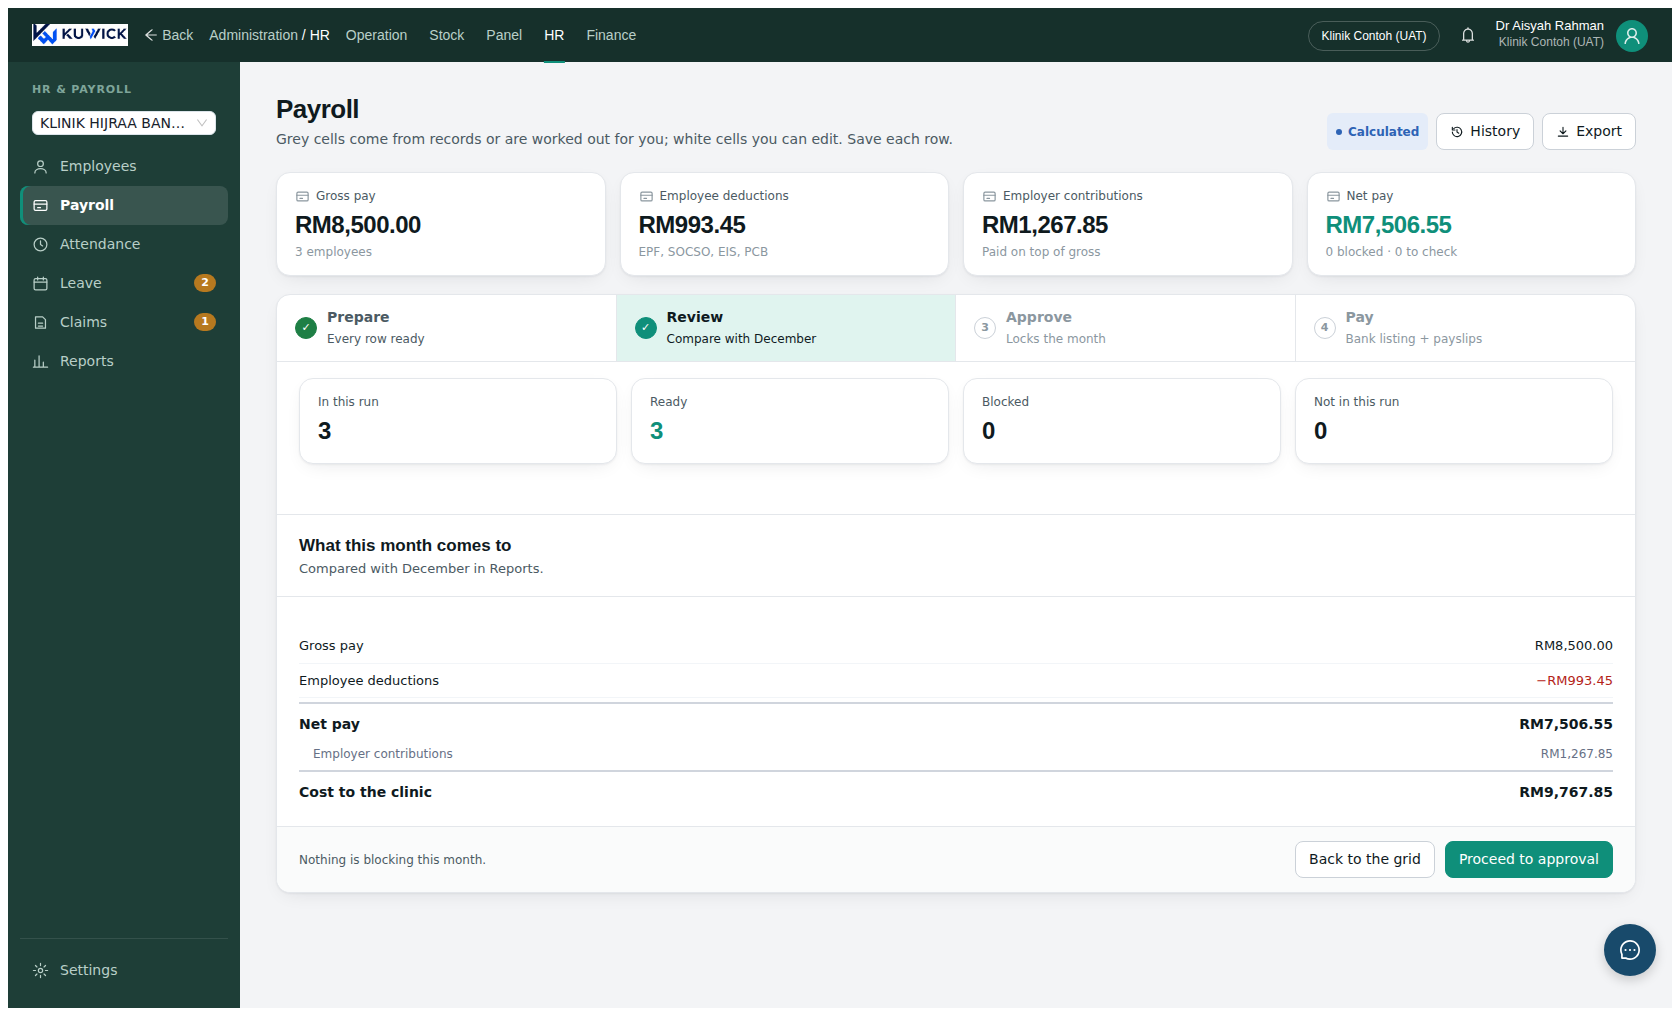 KUWICK
Back
Administration / HR
Operation
Stock
Panel
HR
Finance
Klinik Contoh (UAT)
Dr Aisyah Rahman
Klinik Contoh (UAT)
HR & PAYROLL
KLINIK HIJRAA BAN...
Employees
Payroll
Attendance
Leave 2
Claims 1
Reports
Settings
Payroll
Grey cells come from records or are worked out for you; white cells you can edit. Save each row.
Calculated
History
Export
Gross pay
RM8,500.00
3 employees
Employee deductions
RM993.45
EPF, SOCSO, EIS, PCB
Employer contributions
RM1,267.85
Paid on top of gross
Net pay
RM7,506.55
0 blocked · 0 to check
✓ Prepare
Every row ready
✓ Review
Compare with December
3 Approve
Locks the month
4 Pay
Bank listing + payslips
In this run
3
Ready
3
Blocked
0
Not in this run
0
What this month comes to
Compared with December in Reports.
Gross pay RM8,500.00
Employee deductions −RM993.45
Net pay RM7,506.55
Employer contributions RM1,267.85
Cost to the clinic RM9,767.85
Nothing is blocking this month.
Back to the grid
Proceed to approval